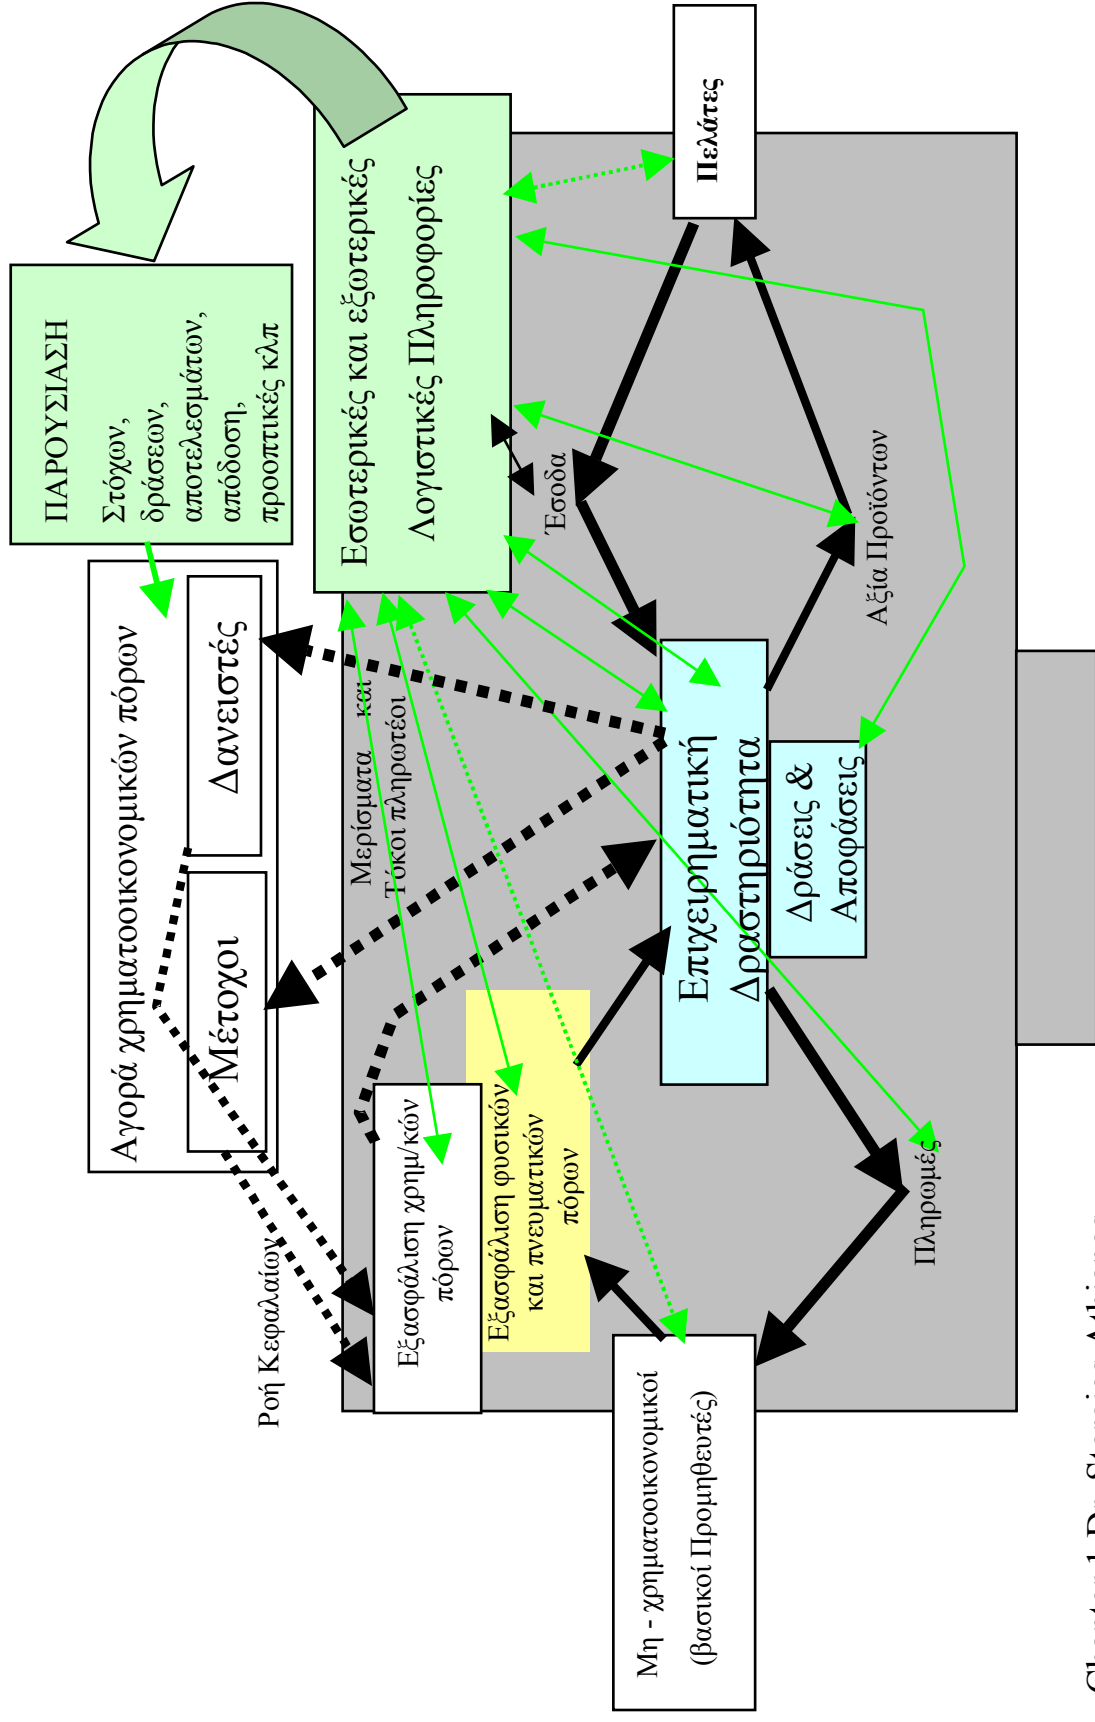 ΠΑΡΟΥΣΙΑΣΗ
Στόχων,
δράσεων,
αποτελεσμάτων,
απόδοση,
προοπτικές κλπ
Αγορά χρηματοοικονομικών πόρων
Μέτοχοι
Δανειστές
Ροή Κεφαλαίων
Μερίσματα και
Τόκοι πληρωτέοι
Εσωτερικές και εξωτερικές
Λογιστικές Πληροφορίες
Εξασφάλιση χρημ/κών
πόρων
Εξασφάλιση φυσικών
και πνευματικών
πόρων
Έσοδα
Μη - χρηματοοικονομικοί
(βασικοί Προμηθευτές)
Επιχειρηματική
Δραστηριότητα
Δράσεις &
Αποφάσεις
Πελάτες
Αξία Προϊόντων
Πληρωμές